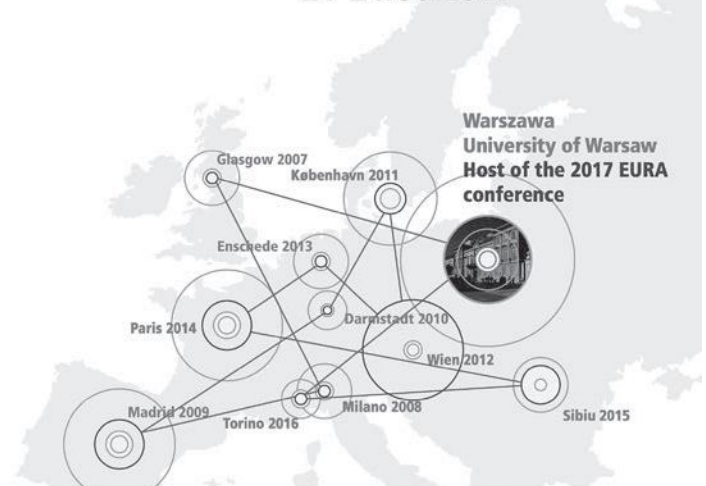 Warszawa
University of Warsaw
Host of the 2017 EURA
conference
Glasgow 2007
København 2011
Enschede 2013
Paris 2014
Darmstadt 2010
Wien 2012
Madrid 2009
Torino 2016
Milano 2008
Sibiu 2015